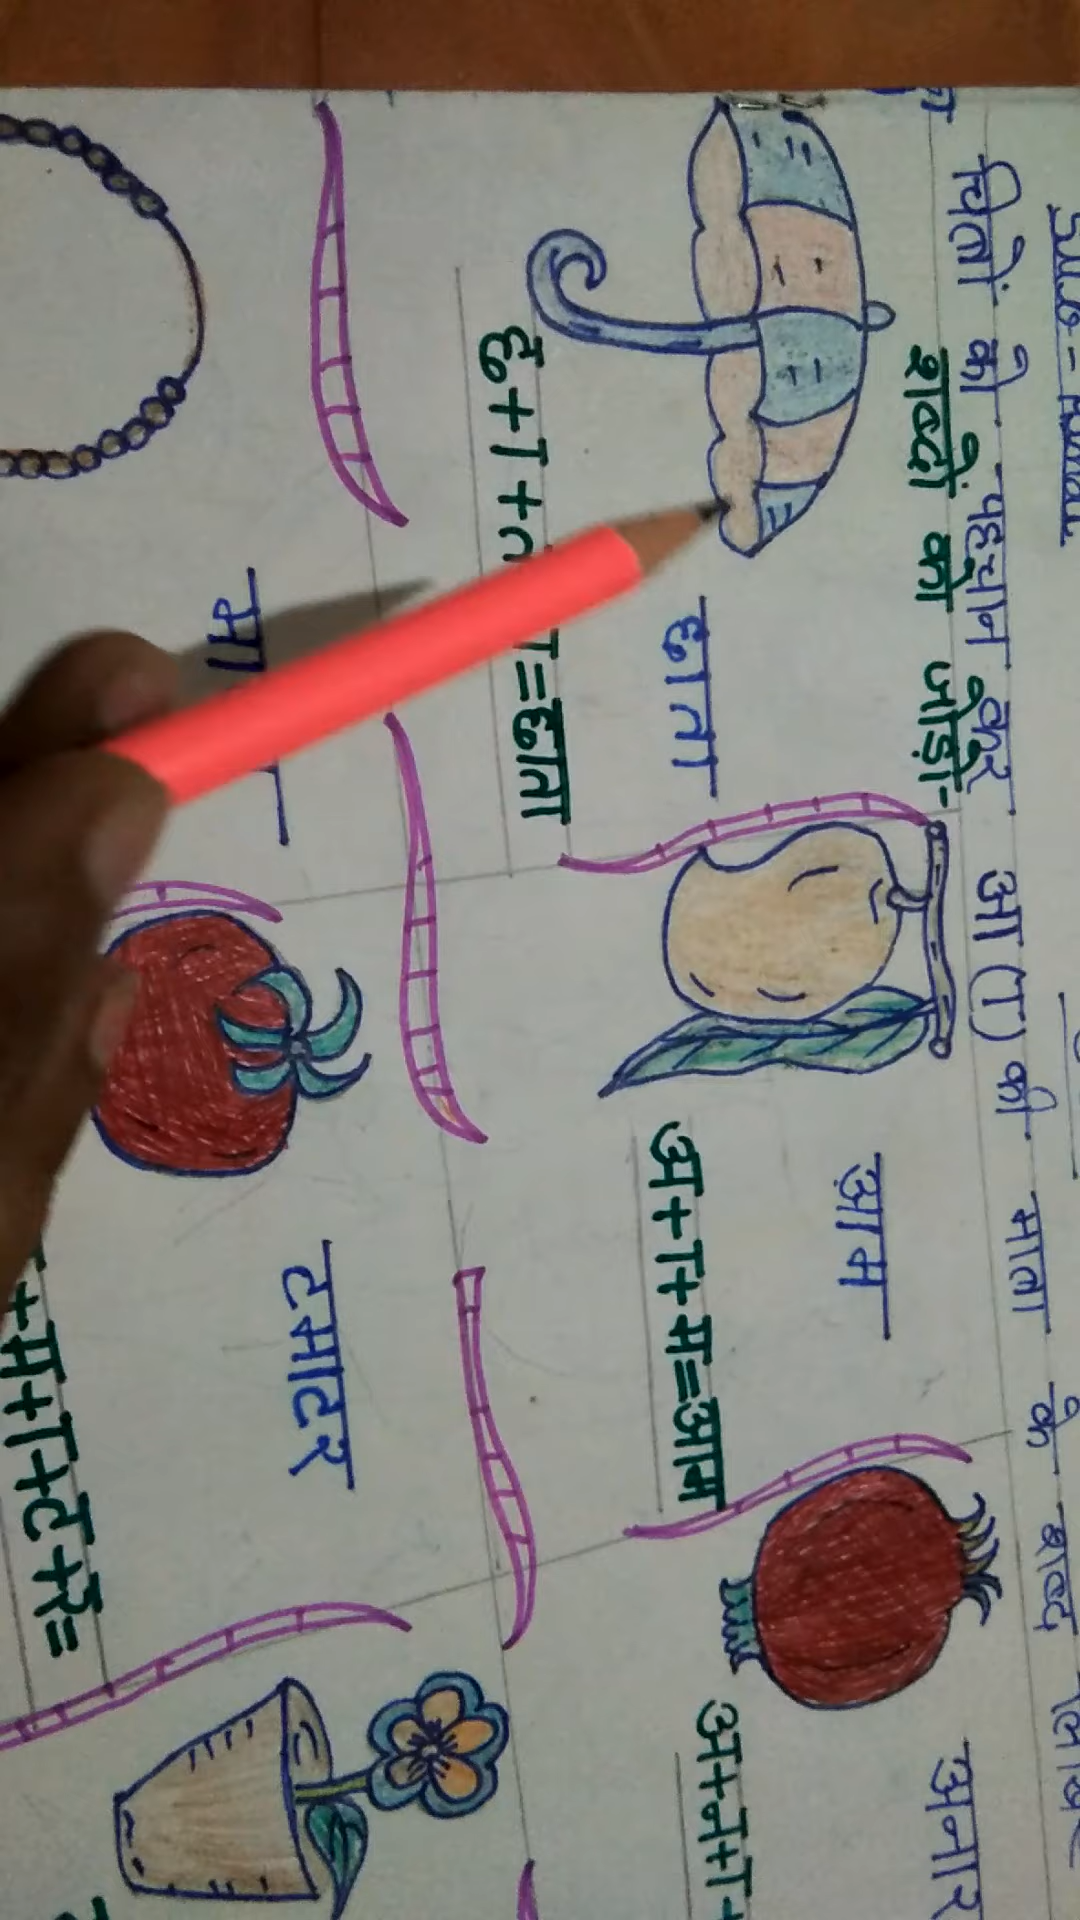 चित्रों को पहचान कर आ (ा) की मात्रा के शब्द लिखिए
शब्दों को जोड़ो-
छाता
छ+ा+त+ा=छाता
आम
अ+ा+म=आम
अनार
अ+न+ा+
टमाटर
+म+ा+ट+र=